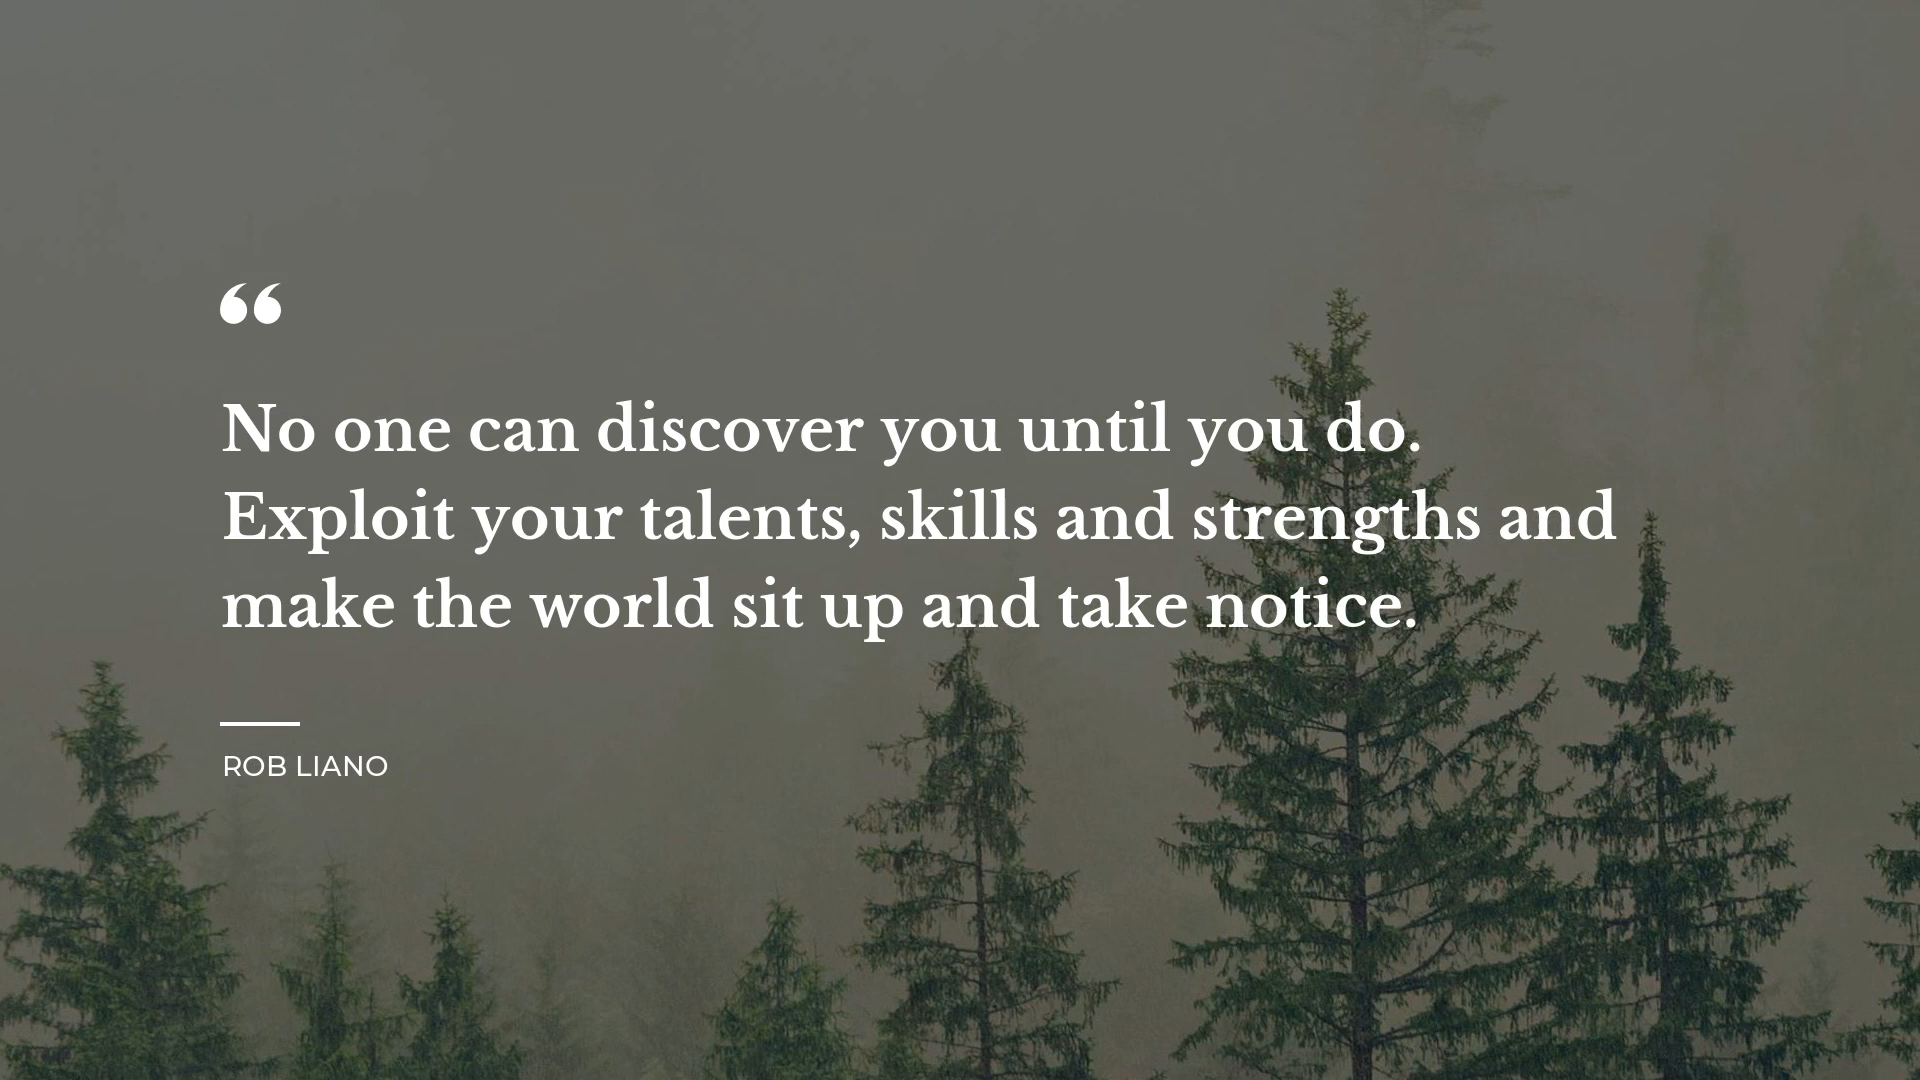 “
No one can discover you until you do.
Exploit your talents, skills and strengths and
make the world sit up and take notice.
ROB LIANO